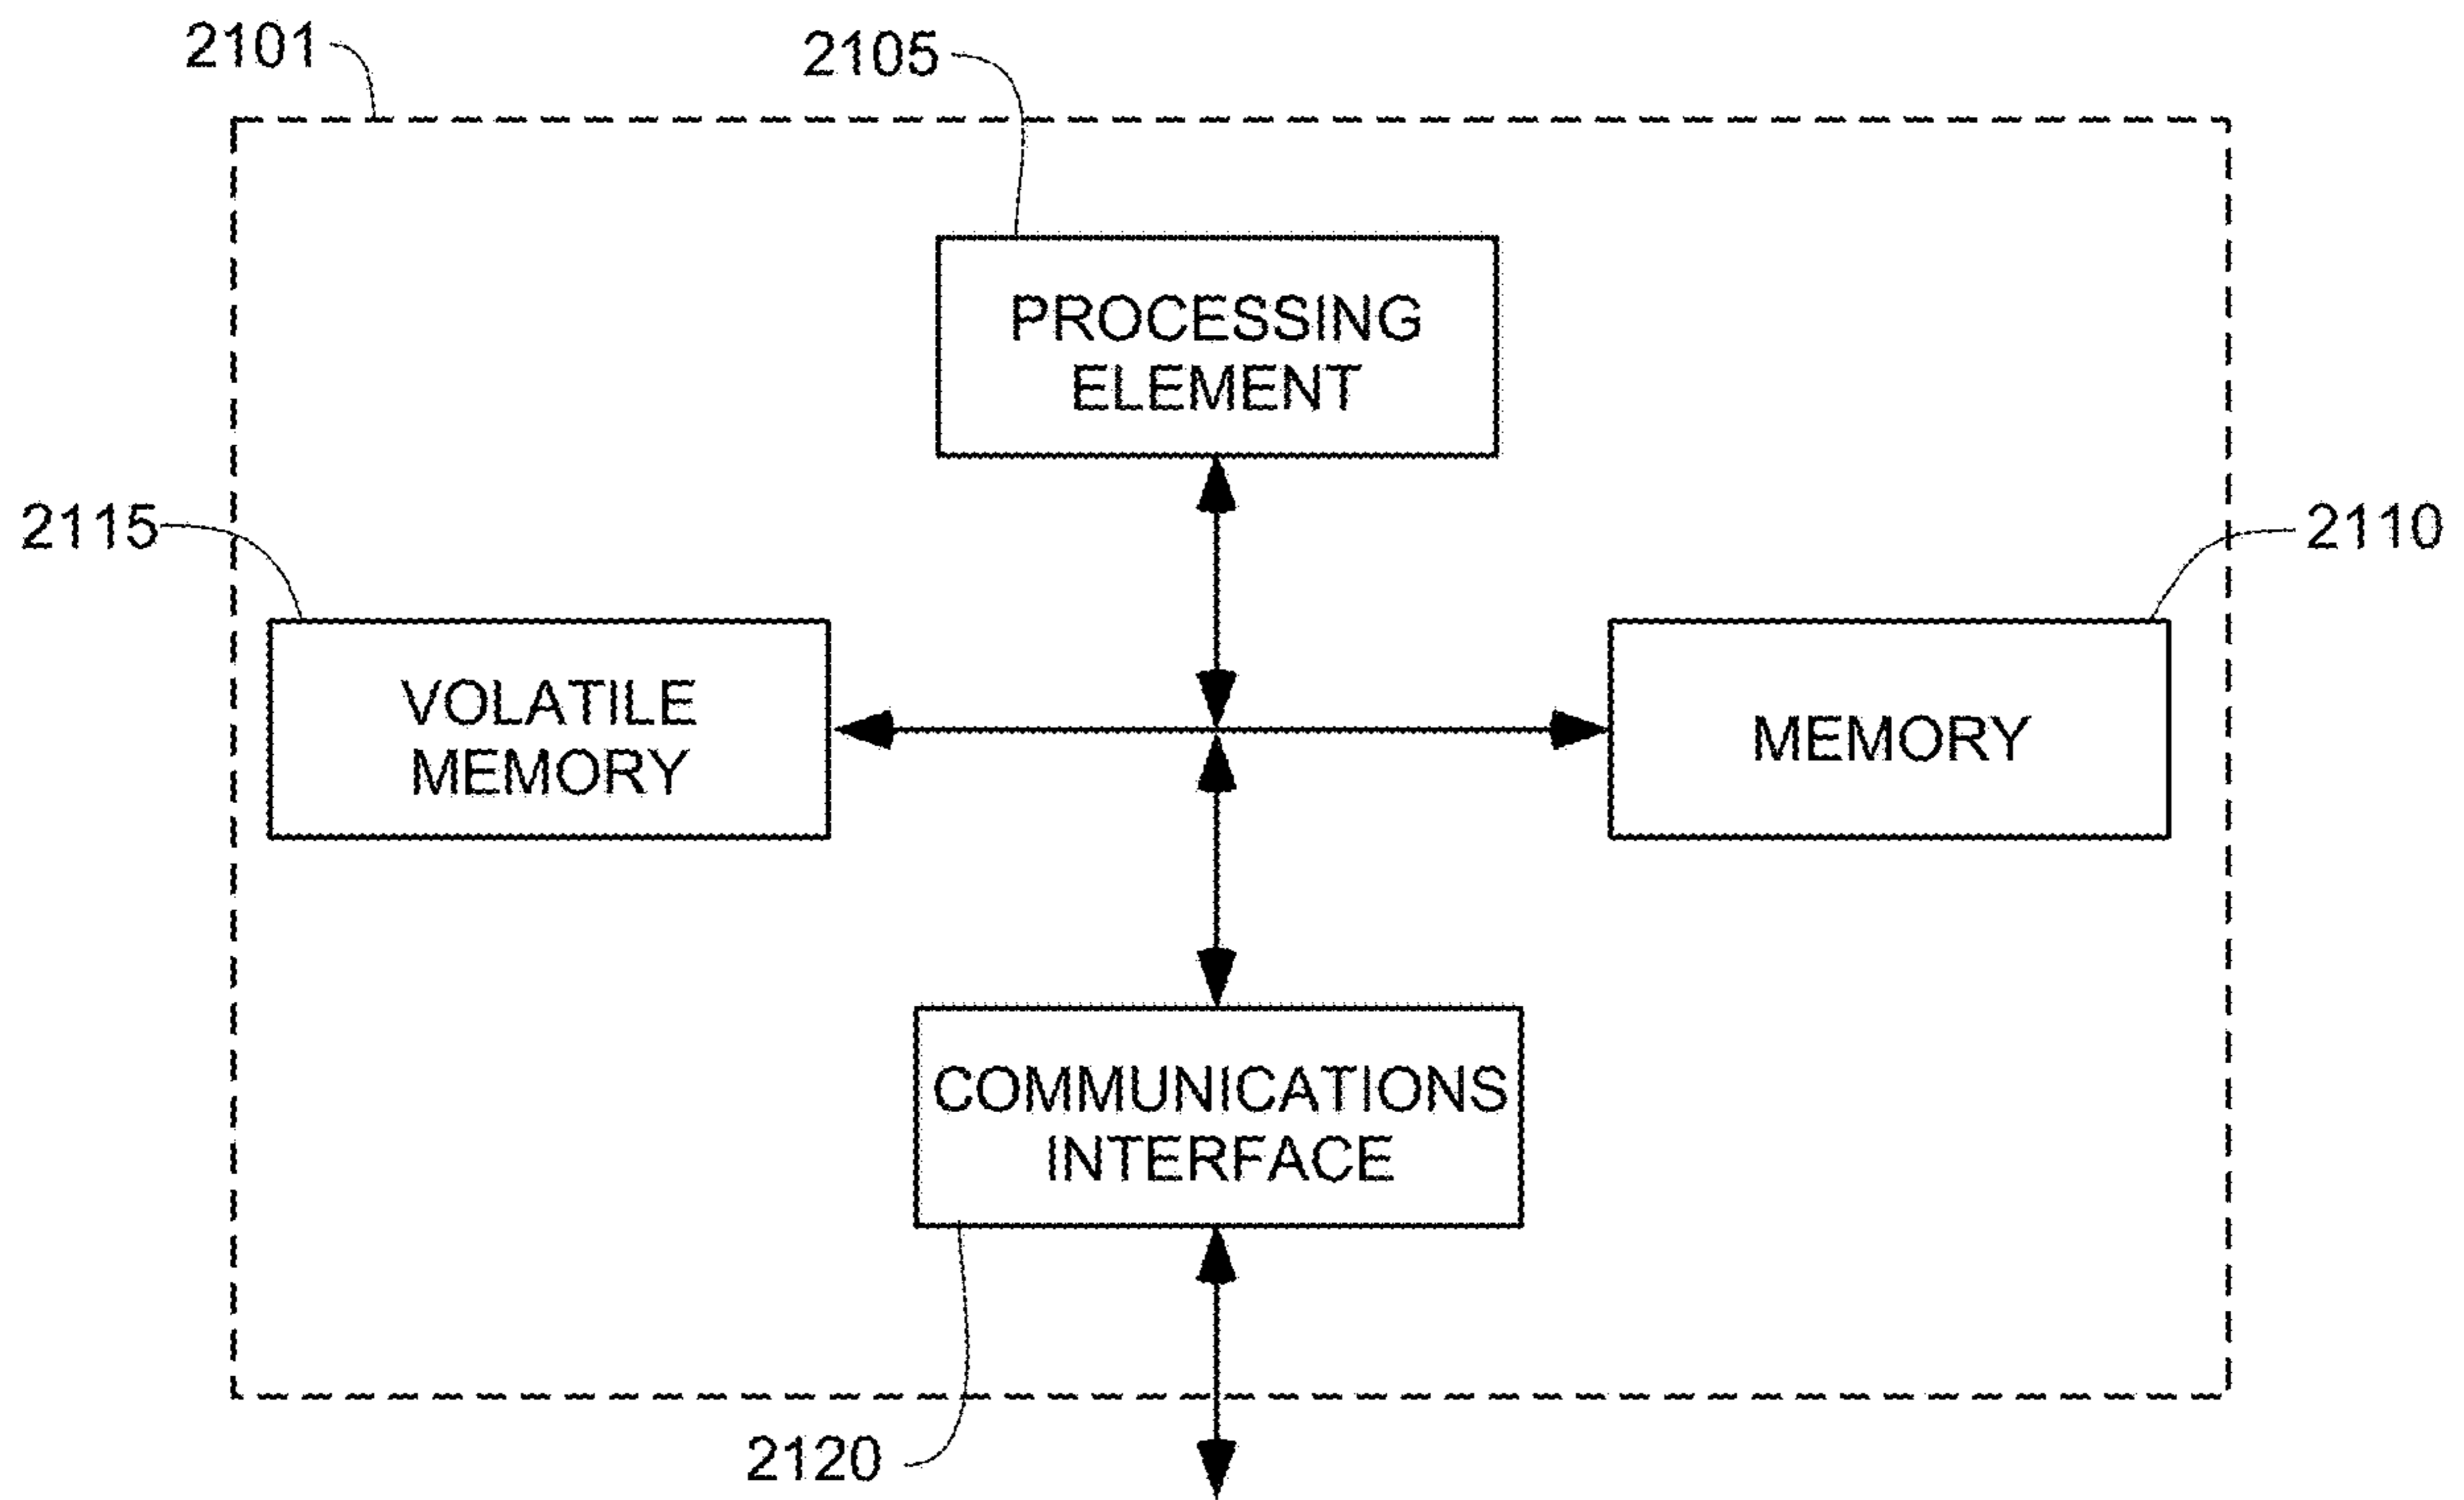 2101
2105
PROCESSING
ELEMENT
2115
2110
VOLATILE
MEMORY
MEMORY
COMMUNICATIONS
INTERFACE
2120